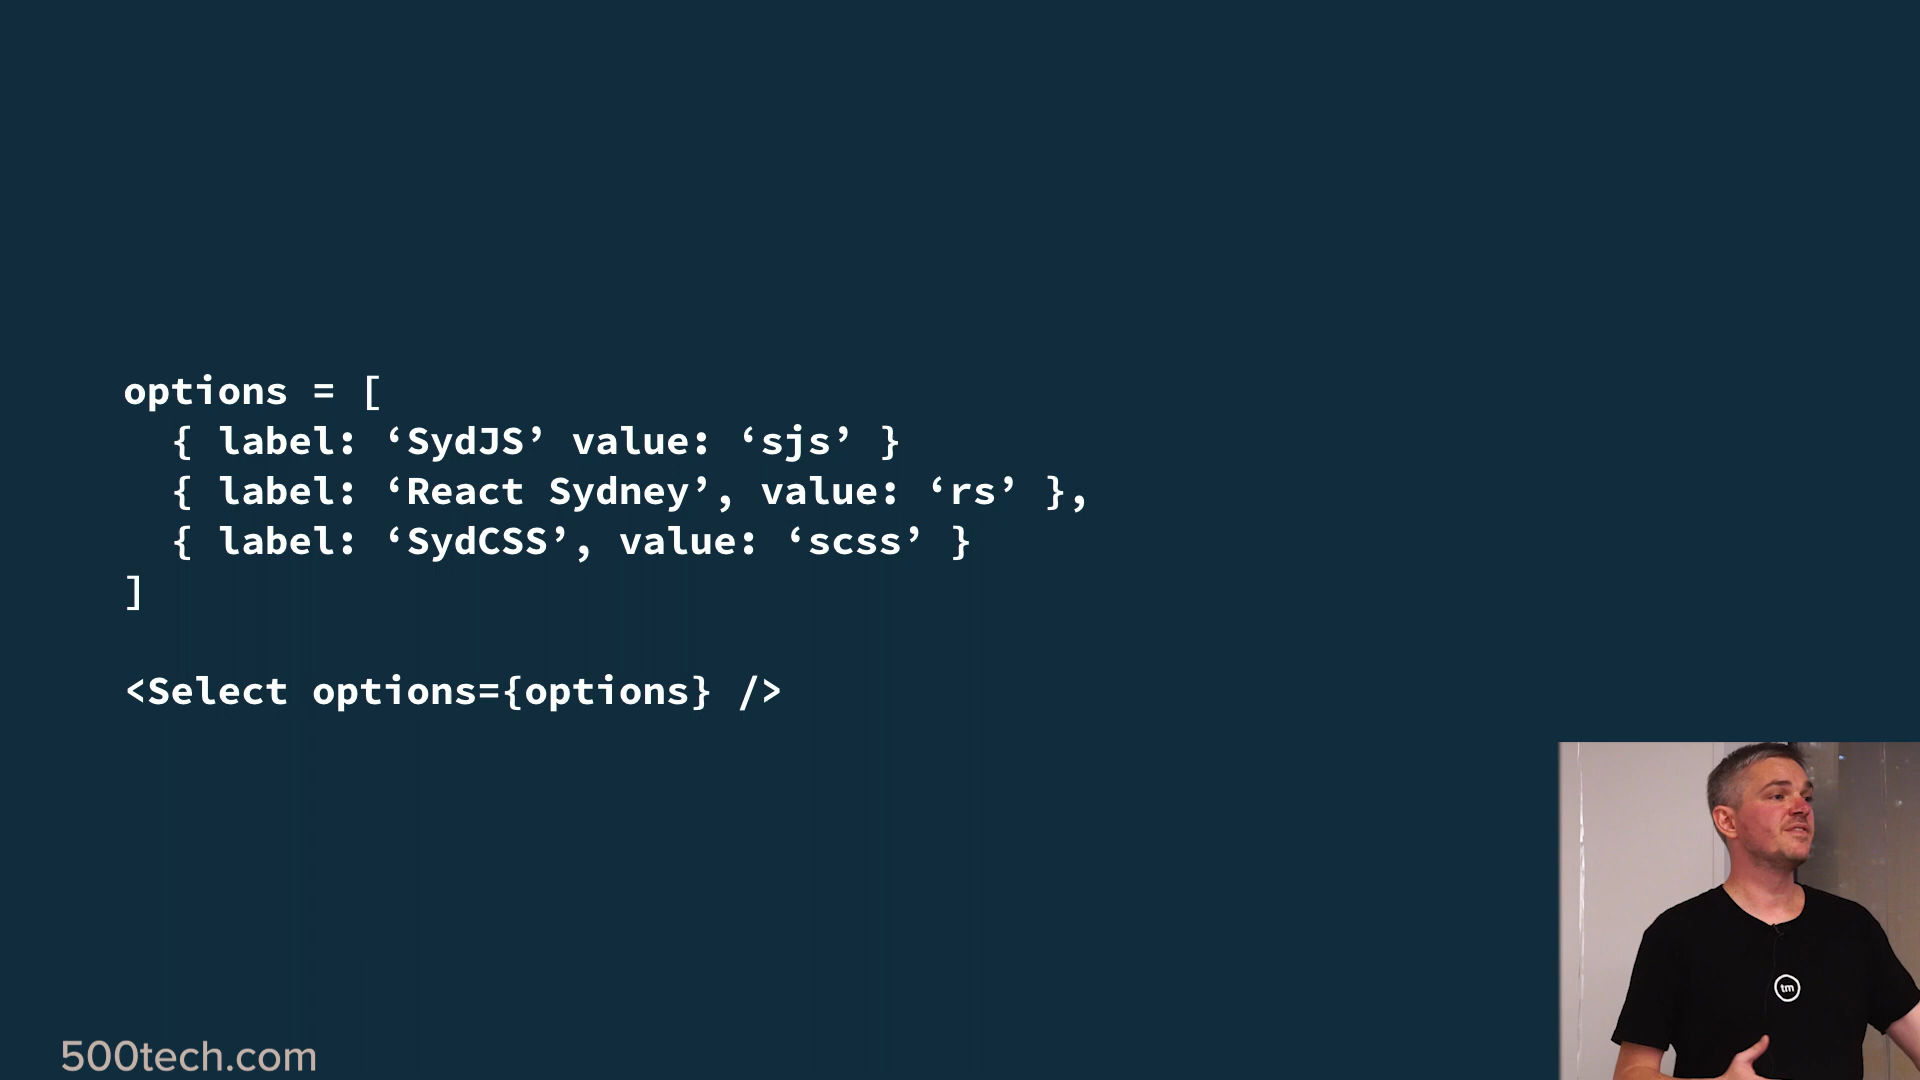 options = [
  { label: ‘SydJS’ value: ‘sjs’ }
  { label: ‘React Sydney’, value: ‘rs’ },
  { label: ‘SydCSS’, value: ‘scss’ }
]
<Select options={options} />
tm
500tech.com